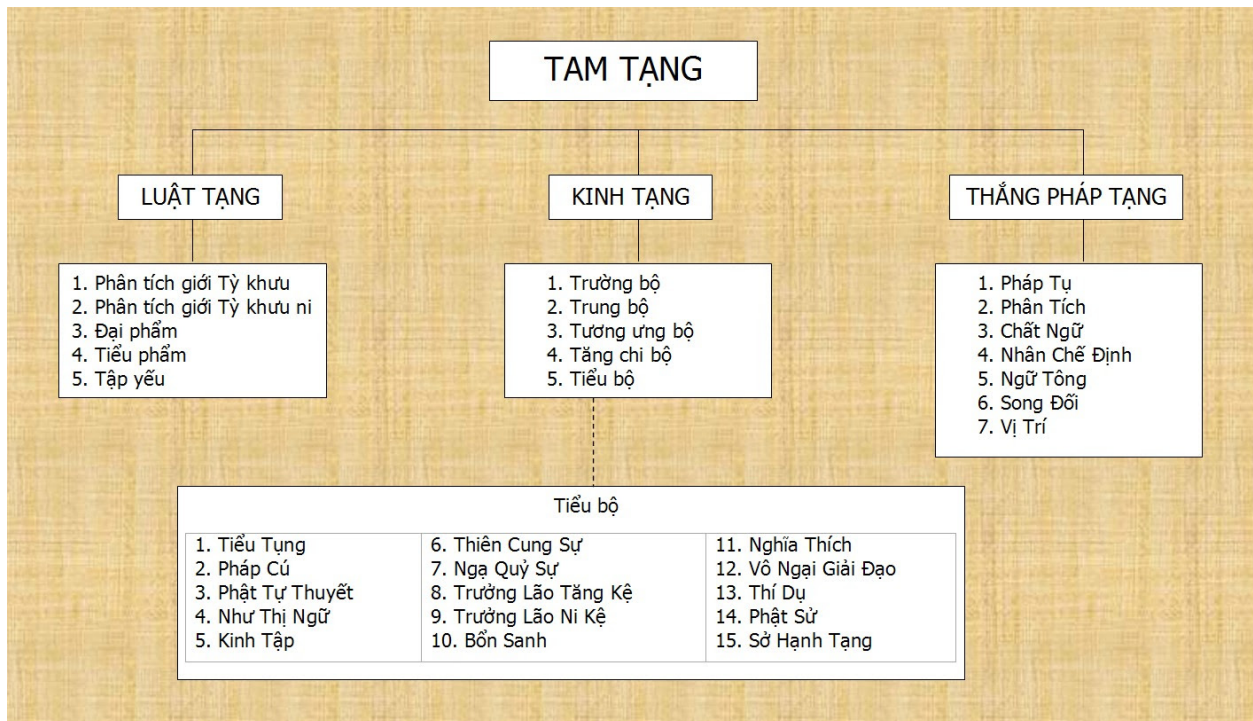 TAM TẠNG
LUẬT TẠNG
1. Phân tích giới Tỳ khưu
2. Phân tích giới Tỳ khưu ni
3. Đại phẩm
4. Tiểu phẩm
5. Tập yếu
KINH TẠNG
1. Trường bộ
2. Trung bộ
3. Tương ưng bộ
4. Tăng chi bộ
5. Tiểu bộ
THẮNG PHÁP TẠNG
1. Pháp Tụ
2. Phân Tích
3. Chất Ngữ
4. Nhân Chế Định
5. Ngữ Tông
6. Song Đối
7. Vị Trí
Tiểu bộ
1. Tiểu Tụng
2. Pháp Cú
3. Phật Tự Thuyết
4. Như Thị Ngữ
5. Kinh Tập
6. Thiên Cung Sự
7. Ngạ Quỷ Sự
8. Trưởng Lão Tăng Kệ
9. Trưởng Lão Ni Kệ
10. Bổn Sanh
11. Nghĩa Thích
12. Vô Ngại Giải Đạo
13. Thí Dụ
14. Phật Sử
15. Sở Hạnh Tạng